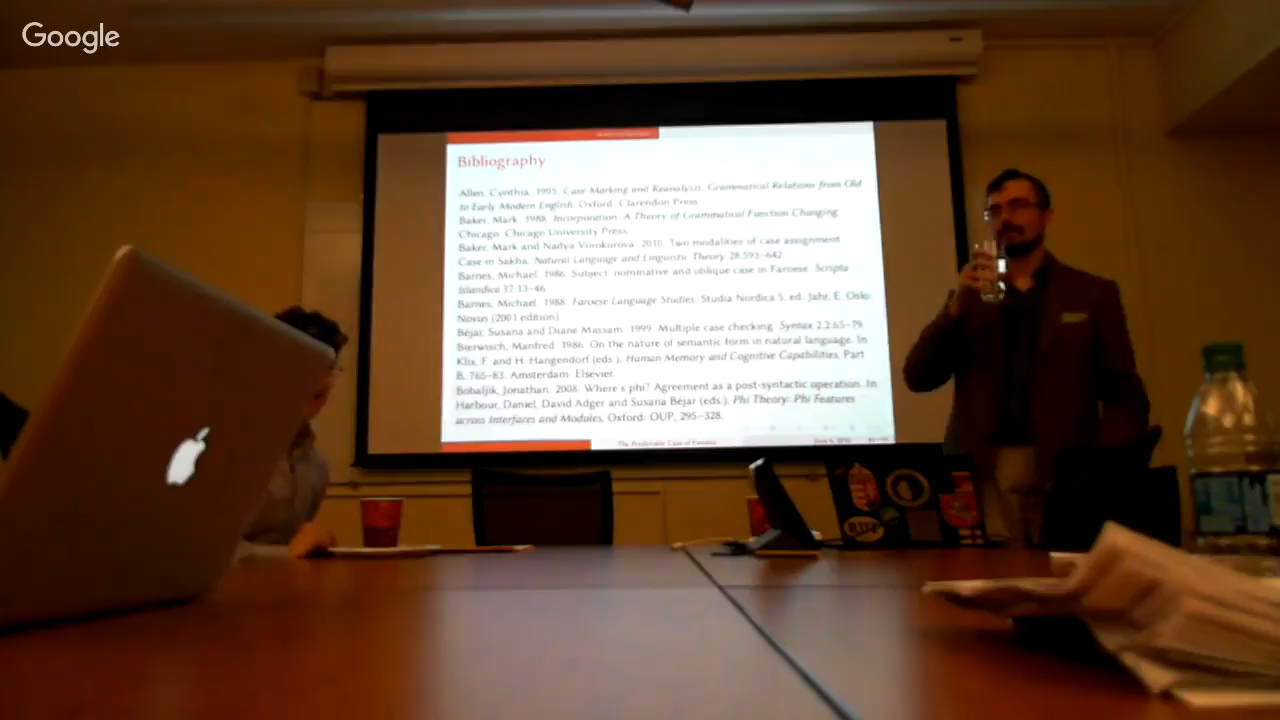 Google
Bibliography
Allen, Cynthia. 1995. Case Marking and Reanalysis. Grammatical Relations from Old
to Early Modern English. Oxford: Clarendon Press.
Baker, Mark. 1988. Incorporation. A Theory of Grammatical Function Changing.
Chicago: Chicago University Press.
Baker, Mark and Nadya Vinokurova. 2010. Two modalities of case assignment:
Case in Sakha. Natural Language and Linguistic Theory 28.593–642.
Barnes, Michael. 1986. Subject, nominative and oblique case in Faroese. Scripta
Islandica 37.13–46.
Barnes, Michael. 1988. Faroese Language Studies. Studia Nordica 5, ed. Jahr, E. Oslo:
Novus (2001 edition).
Béjar, Susana and Diane Massam. 1999. Multiple case checking. Syntax 2.2.65–79.
Bierwisch, Manfred. 1986. On the nature of semantic form in natural language. In
Klix, F. and H. Hangendorf (eds.), Human Memory and Cognitive Capabilities, Part
B, 765–83. Amsterdam: Elsevier.
Bobaljik, Jonathan. 2008. Where's phi? Agreement as a post-syntactic operation. In
Harbour, Daniel, David Adger and Susana Béjar (eds.), Phi Theory: Phi Features
across Interfaces and Modules, Oxford: OUP, 295–328.
The Predictable Case of Faroese